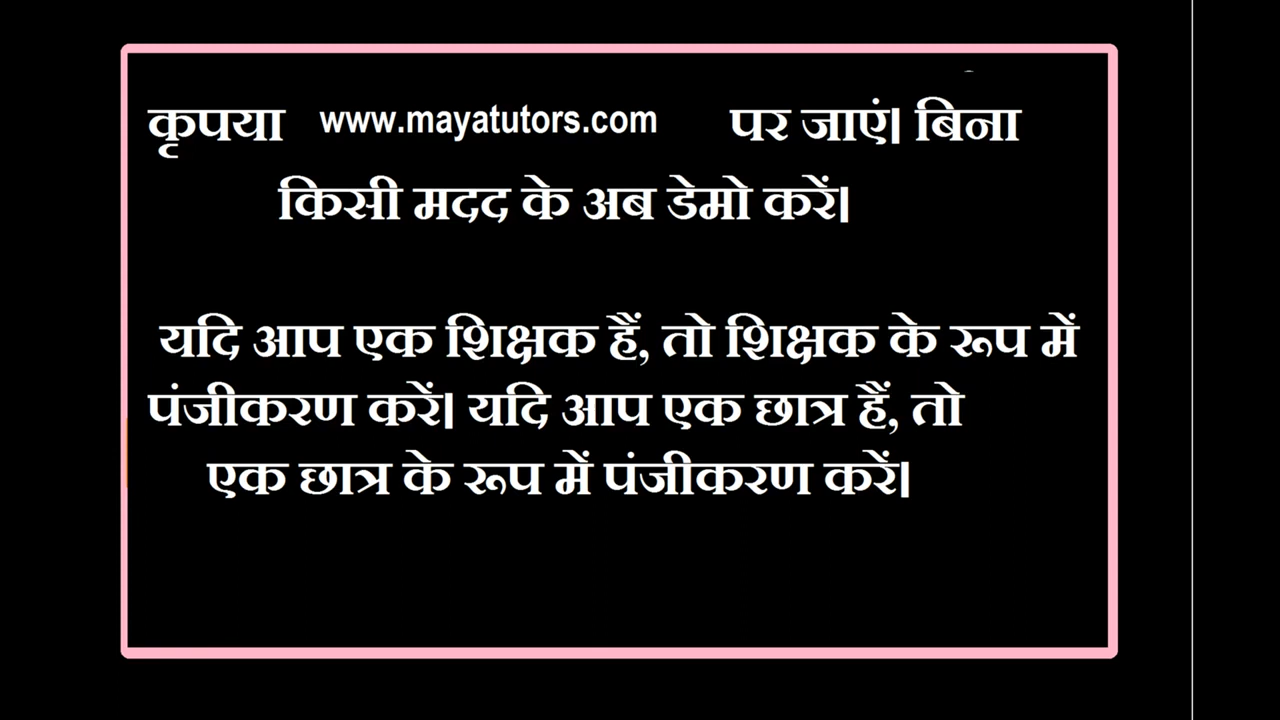 कृपया www.mayatutors.com पर जाएं। बिना
किसी मदद के अब डेमो करें।
यदि आप एक शिक्षक हैं, तो शिक्षक के रूप में
पंजीकरण करें। यदि आप एक छात्र हैं, तो
एक छात्र के रूप में पंजीकरण करें।